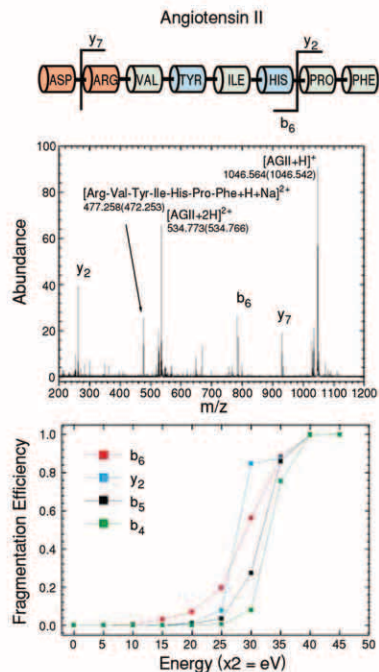 Angiotensin II
y7
y2
ASP ARG VAL TYR ILE HIS PRO PHE
b6
[AGII+H]+
1046.564(1046.542)
[Arg-Val-Tyr-Ile-His-Pro-Phe+H+Na]2+
477.258(472.253)
[AGII+2H]2+
534.773(534.766)
y2
b6
y7
100
80
60
40
20
0
Abundance
200 300 400 500 600 700 800 900 1000 1100 1200
m/z
1.0
0.8
0.6
0.4
0.2
0.0
Fragmentation Efficiency
b6
y2
b5
b4
0 5 10 15 20 25 30 35 40 45 50
Energy (x2 = eV)